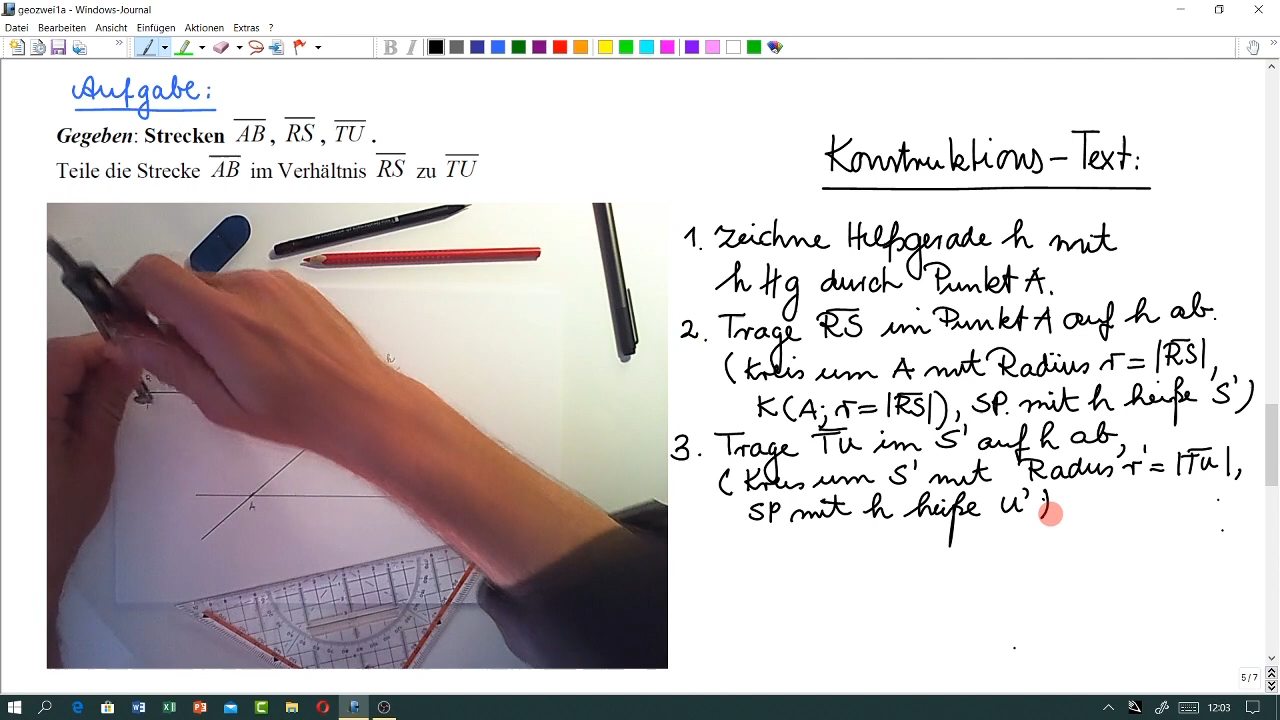 geozwei1a - Windows-Journal
Datei Bearbeiten Ansicht Einfügen Aktionen Extras
B I
Aufgabe:
Gegeben: Strecken AB, RS, TU.
Teile die Strecke AB im Verhältnis RS zu TU
Konstruktions-Text:
1. Zeichne Hilfsgerade h mit
h ∦ g durch Punkt A.
2. Trage RS im Punkt A auf h ab.
(Kreis um A mit Radius r = |RS|,
K(A; r = |RS|), SP. mit h heiße S')
3. Trage TU im S' auf h ab,
(Kreis um S' mit Radus r' = |TU|,
SP mit h heiße U')
h
A
5/7
12:03